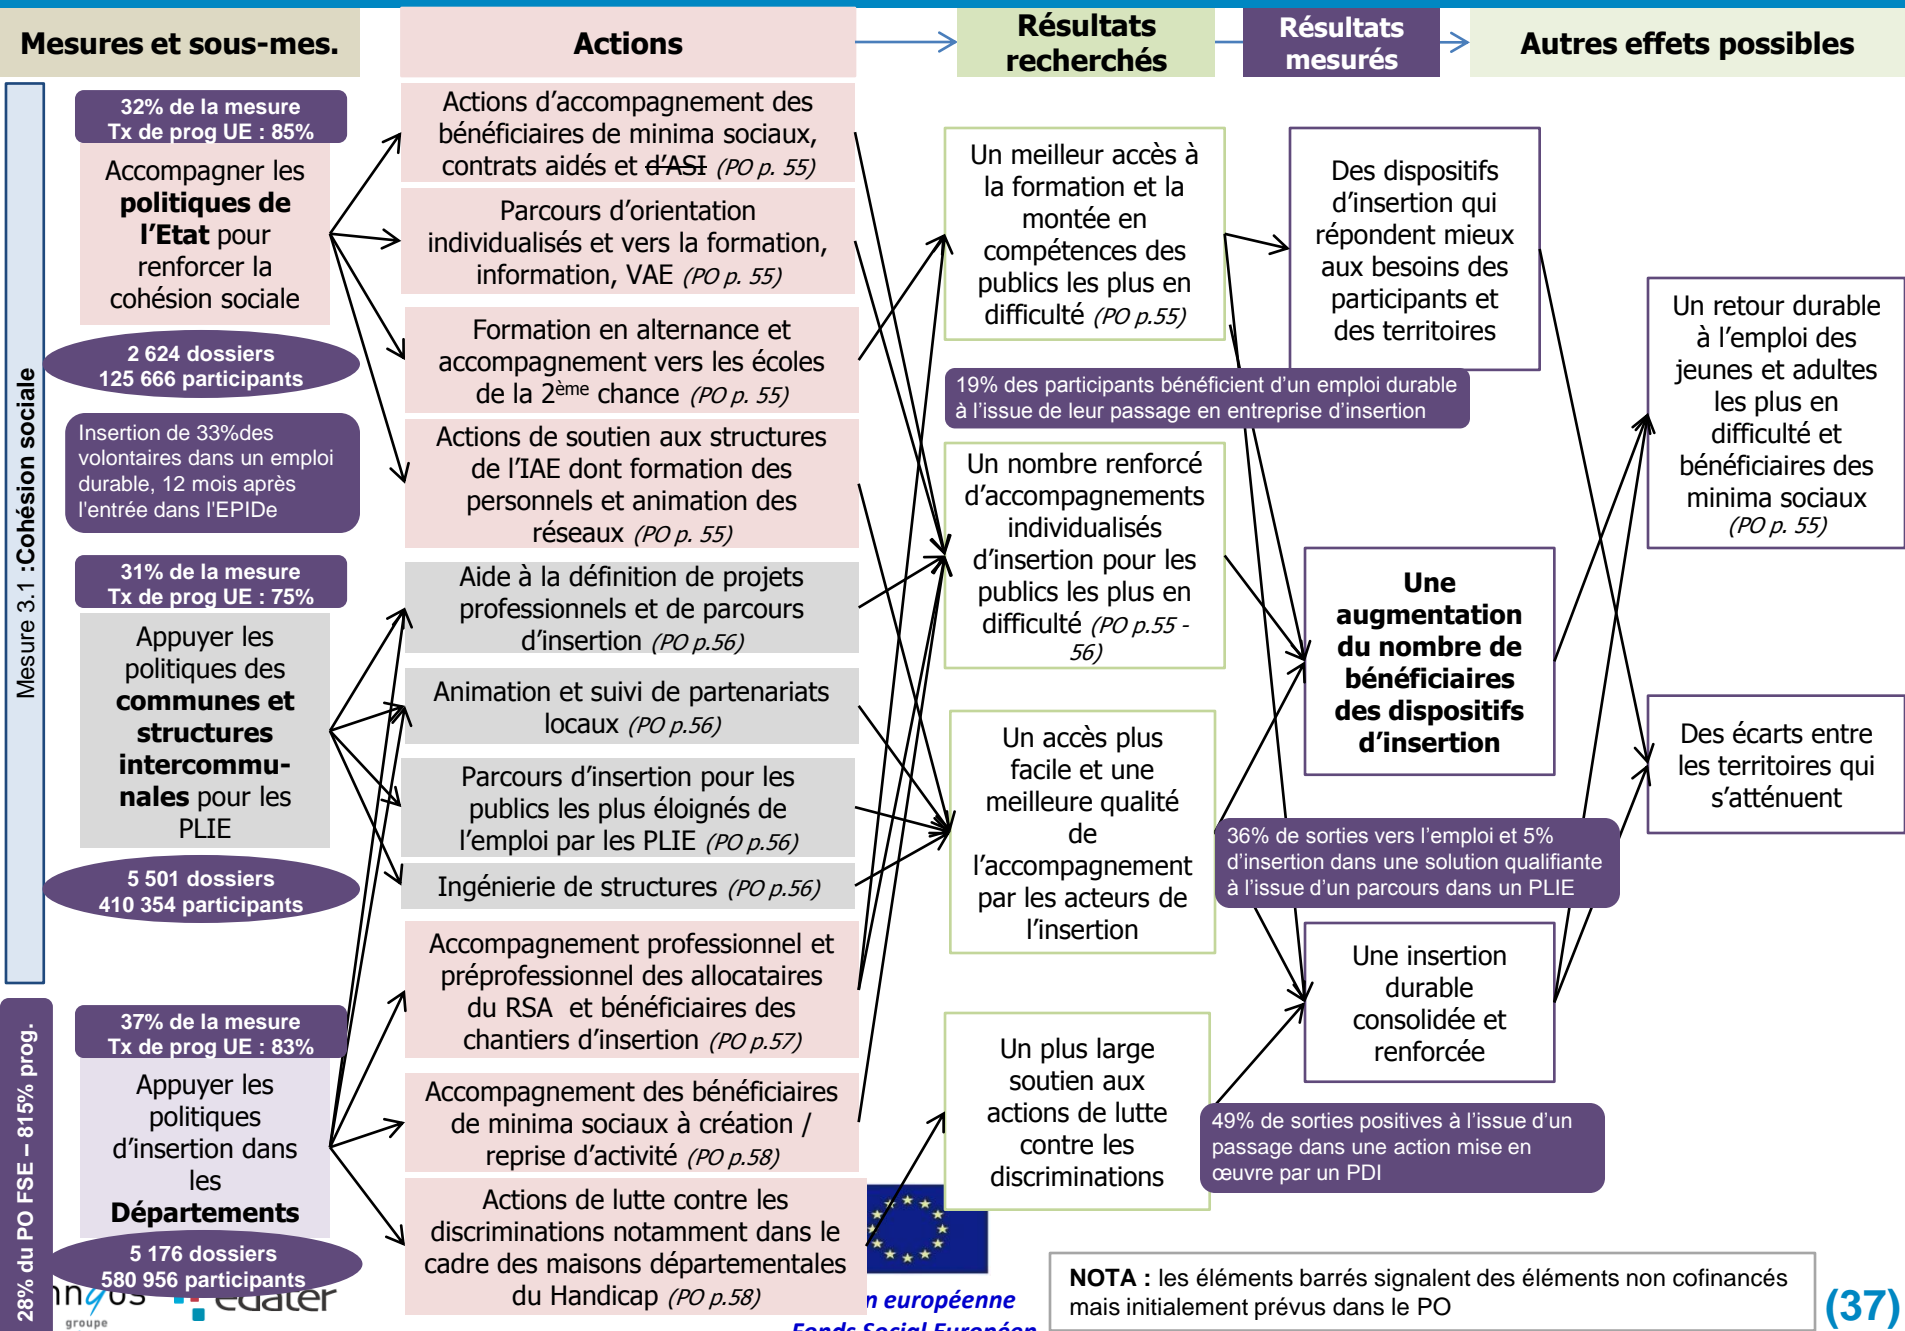 Mesures et sous-mes.
Actions
Résultats
recherchés
Résultats
mesurés
Autres effets possibles
Mesure 3.1 :Cohésion sociale
28% du PO FSE – 815% prog.
32% de la mesure
Tx de prog UE : 85%
Accompagner les
politiques de
l’Etat pour
renforcer la
cohésion sociale
2 624 dossiers
125 666 participants
Insertion de 33%des
volontaires dans un emploi
durable, 12 mois après
l'entrée dans l'EPIDe
31% de la mesure
Tx de prog UE : 75%
Appuyer les
politiques des
communes et
structures
intercommu-
nales pour les
PLIE
5 501 dossiers
410 354 participants
37% de la mesure
Tx de prog UE : 83%
Appuyer les
politiques
d’insertion dans
les
Départements
5 176 dossiers
580 956 participants
Actions d’accompagnement des
bénéficiaires de minima sociaux,
contrats aidés et d’ASI (PO p. 55)
Parcours d’orientation
individualisés et vers la formation,
information, VAE (PO p. 55)
Formation en alternance et
accompagnement vers les écoles
de la 2ème chance (PO p. 55)
Actions de soutien aux structures
de l’IAE dont formation des
personnels et animation des
réseaux (PO p. 55)
Aide à la définition de projets
professionnels et de parcours
d’insertion (PO p.56)
Animation et suivi de partenariats
locaux (PO p.56)
Parcours d’insertion pour les
publics les plus éloignés de
l’emploi par les PLIE (PO p.56)
Ingénierie de structures (PO p.56)
Accompagnement professionnel et
préprofessionnel des allocataires
du RSA et bénéficiaires des
chantiers d’insertion (PO p.57)
Accompagnement des bénéficiaires
de minima sociaux à création /
reprise d’activité (PO p.58)
Actions de lutte contre les
discriminations notamment dans le
cadre des maisons départementales
du Handicap (PO p.58)
Un meilleur accès à
la formation et la
montée en
compétences des
publics les plus en
difficulté (PO p.55)
19% des participants bénéficient d’un emploi durable
à l’issue de leur passage en entreprise d’insertion
Un nombre renforcé
d’accompagnements
individualisés
d’insertion pour les
publics les plus en
difficulté (PO p.55 -
56)
Un accès plus
facile et une
meilleure qualité
de
l’accompagnement
par les acteurs de
l’insertion
Un plus large
soutien aux
actions de lutte
contre les
discriminations
Des dispositifs
d’insertion qui
répondent mieux
aux besoins des
participants et
des territoires
Une
augmentation
du nombre de
bénéficiaires
des dispositifs
d’insertion
36% de sorties vers l’emploi et 5%
d’insertion dans une solution qualifiante
à l’issue d’un parcours dans un PLIE
Une insertion
durable
consolidée et
renforcée
49% de sorties positives à l’issue d’un
passage dans une action mise en
œuvre par un PDI
Un retour durable
à l’emploi des
jeunes et adultes
les plus en
difficulté et
bénéficiaires des
minima sociaux
(PO p. 55)
Des écarts entre
les territoires qui
s’atténuent
edater
groupe
européenne
Fonds Social Européen
NOTA : les éléments barrés signalent des éléments non cofinancés
mais initialement prévus dans le PO
(37)